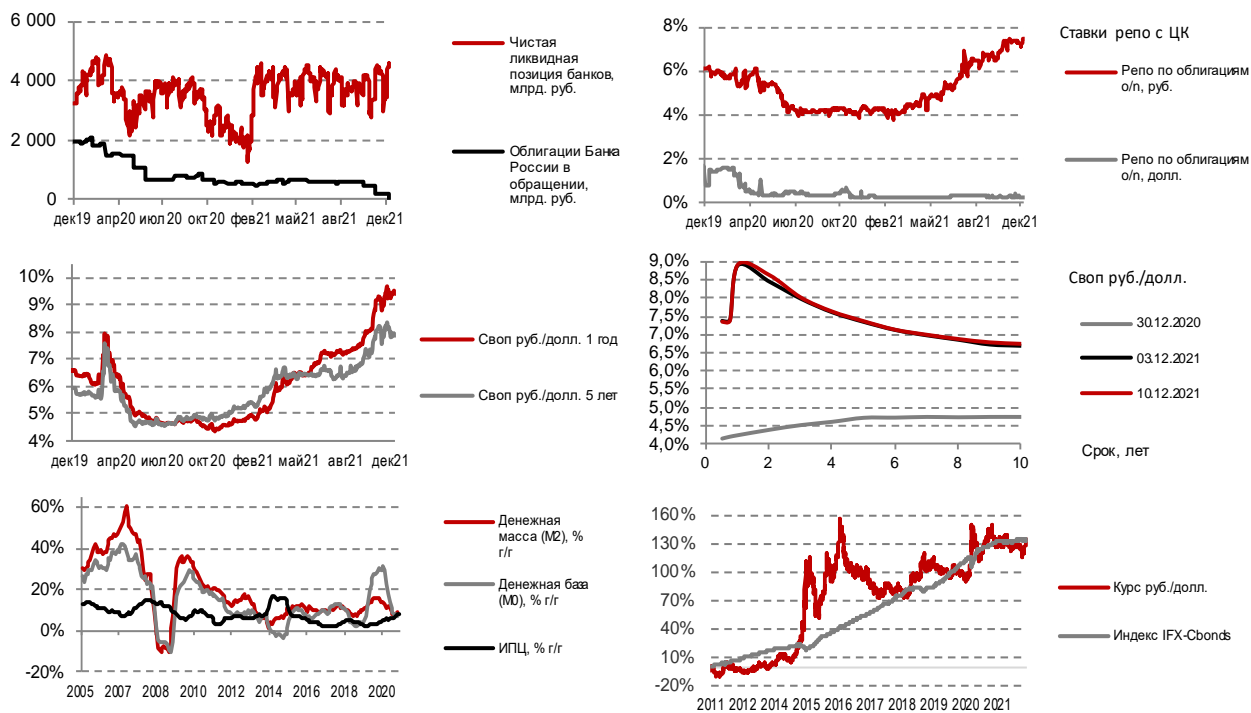 6 000
4 000
2 000
0
дек19 апр20 июл20 окт20 фев21 май21 авг21 дек21
Чистая
ликвидная
позиция банков,
млрд. руб.
Облигации Банка
России в
обращении,
млрд. руб.
8%
6%
4%
2%
0%
дек19 апр20 июл20 окт20 фев21 май21 авг21 дек21
Ставки репо с ЦК
Репо по облигациям
o/n, руб.
Репо по облигациям
o/n, долл.
10%
9%
8%
7%
6%
5%
4%
дек19 апр20 июл20 окт20 фев21 май21 авг21 дек21
Своп руб./долл. 1 год
Своп руб./долл. 5 лет
9,0%
8,5%
8,0%
7,5%
7,0%
6,5%
6,0%
5,5%
5,0%
4,5%
4,0%
0 2 4 6 8 10
Своп руб./долл.
30.12.2020
03.12.2021
10.12.2021
Срок, лет
60%
40%
20%
0%
-20%
2005 2007 2008 2010 2012 2014 2015 2017 2018 2020
Денежная
масса (М2), %
г/г
Денежная база
(М0), % г/г
ИПЦ, % г/г
160%
130%
100%
70%
40%
10%
-20%
2011 2012 2014 2015 2016 2017 2018 2019 2020 2021
Курс руб./долл.
Индекс IFX-Cbonds